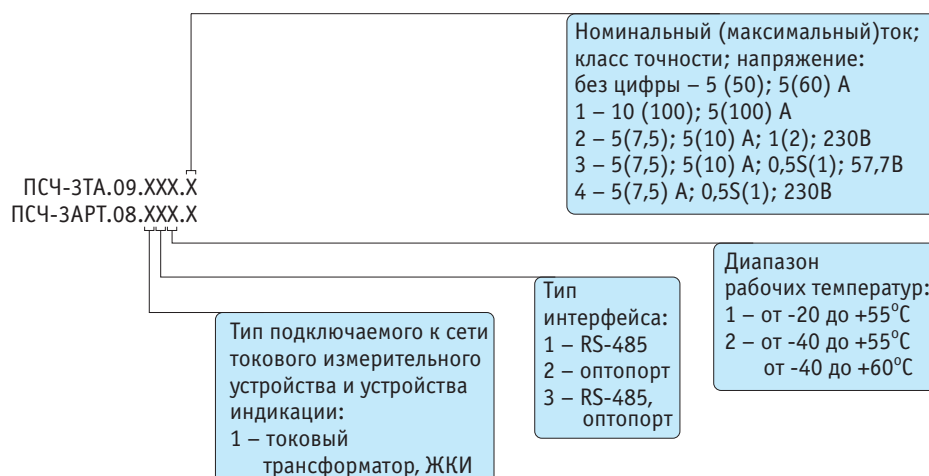 Номинальный (максимальный)ток;
класс точности; напряжение:
без цифры – 5 (50); 5(60) А
1 – 10 (100); 5(100) А
2 – 5(7,5); 5(10) А; 1(2); 230В
3 – 5(7,5); 5(10) А; 0,5S(1); 57,7В
4 – 5(7,5) А; 0,5S(1); 230В
ПСЧ-3ТА.09.XXX.X
ПСЧ-3АРТ.08.XXX.X
Диапазон
рабочих температур:
1 – от -20 до +55°С
2 – от -40 до +55°С
от -40 до +60°С
Тип
интерфейса:
1 – RS-485
2 – оптопорт
3 – RS-485,
оптопорт
Тип подключаемого к сети
токового измерительного
устройства и устройства
индикации:
1 – токовый
трансформатор, ЖКИ